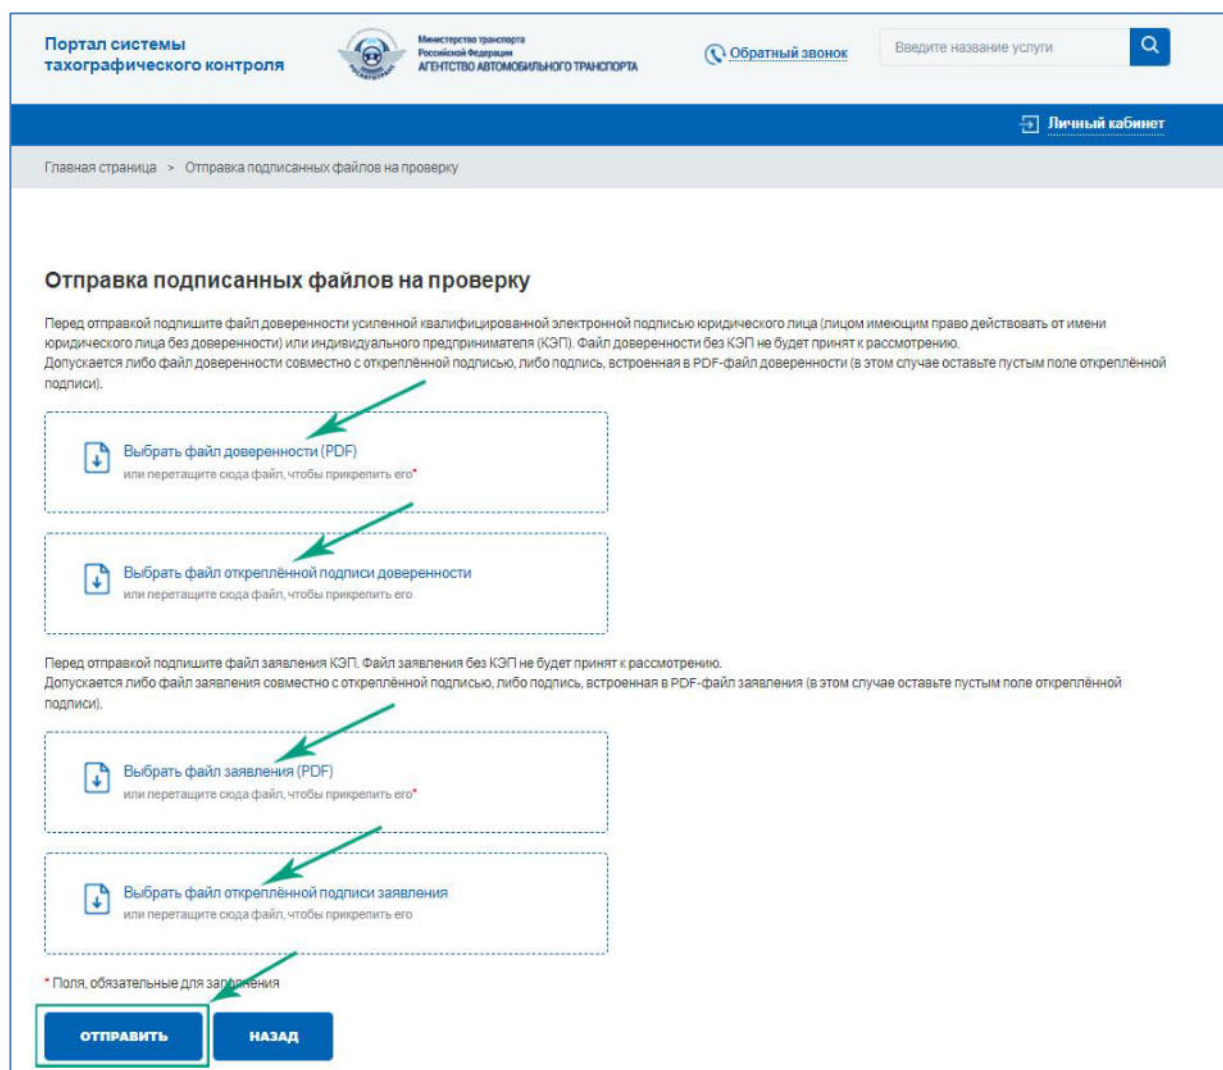 Портал системы
тахографического контроля
РОСАВТОТРАНС
Министерство транспорта
Российской Федерации
АГЕНТСТВО АВТОМОБИЛЬНОГО ТРАНСПОРТА
Обратный звонок
Введите название услуги
Личный кабинет
Главная страница > Отправка подписанных файлов на проверку
Отправка подписанных файлов на проверку
Перед отправкой подпишите файл доверенности усиленной квалифицированной электронной подписью юридического лица (лицом имеющим право действовать от имени
юридического лица без доверенности) или индивидуального предпринимателя (КЭП). Файл доверенности без КЭП не будет принят к рассмотрению.
Допускается либо файл доверенности совместно с откреплённой подписью, либо подпись, встроенная в PDF-файл доверенности (в этом случае оставьте пустым поле откреплённой
подписи).
Выбрать файл доверенности (PDF)
или перетащите сюда файл, чтобы прикрепить его*
Выбрать файл откреплённой подписи доверенности
или перетащите сюда файл, чтобы прикрепить его
Перед отправкой подпишите файл заявления КЭП. Файл заявления без КЭП не будет принят к рассмотрению.
Допускается либо файл заявления совместно с откреплённой подписью, либо подпись, встроенная в PDF-файл заявления (в этом случае оставьте пустым поле откреплённой
подписи).
Выбрать файл заявления (PDF)
или перетащите сюда файл, чтобы прикрепить его*
Выбрать файл откреплённой подписи заявления
или перетащите сюда файл, чтобы прикрепить его
* Поля, обязательные для заполнения
ОТПРАВИТЬ
НАЗАД